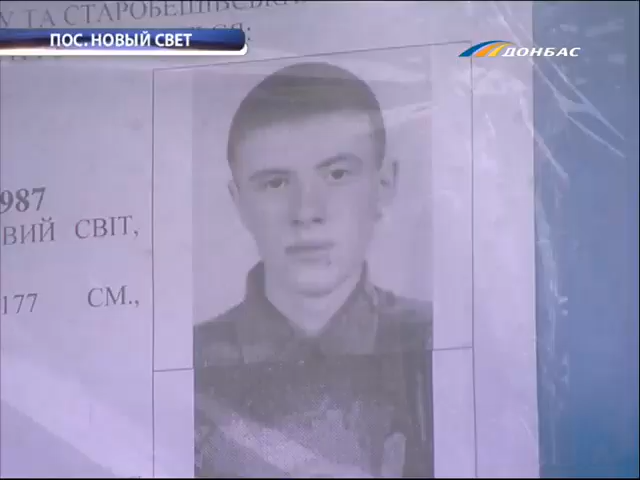 У ТА СТАРОБЕШІВСЬК
ПОС. НОВЫЙ СВЕТ
ДОНБАС
987
ВИЙ СВІТ,
177 СМ.,